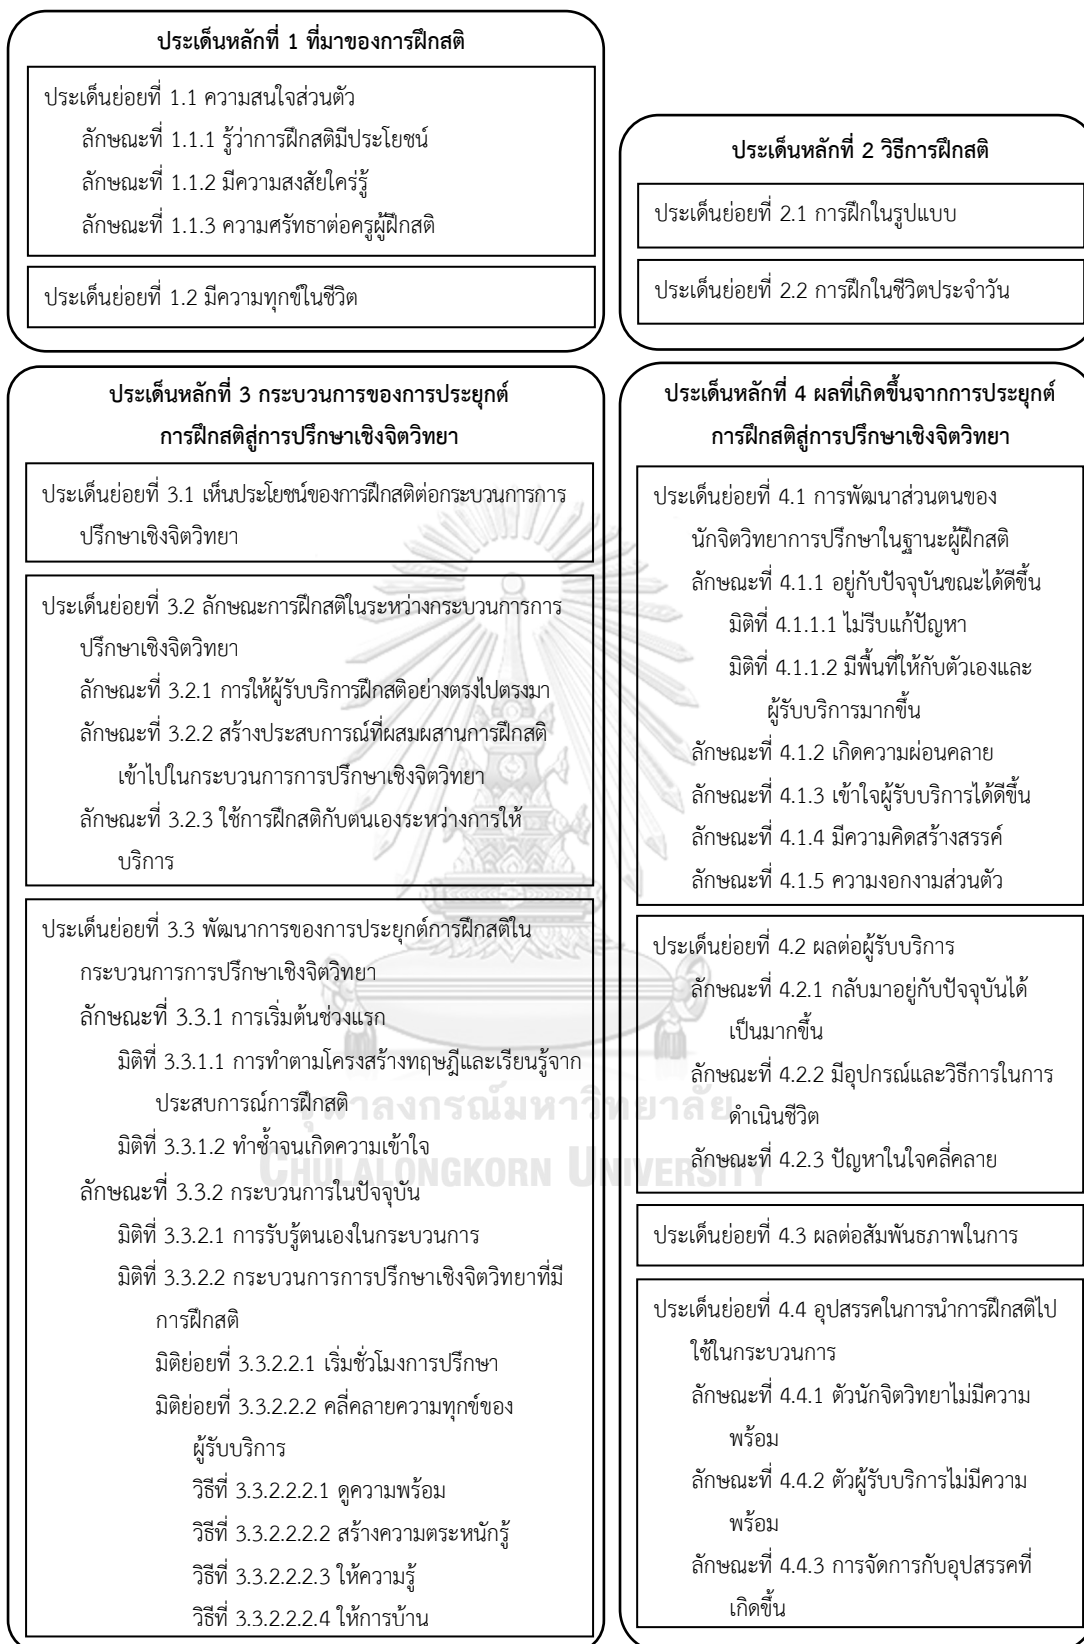 ประเด็นหลักที่ 1 ที่มาของการฝึกสติ
ประเด็นย่อยที่ 1.1 ความสนใจส่วนตัว
ลักษณะที่ 1.1.1 รู้ว่าการฝึกสติมีประโยชน์
ลักษณะที่ 1.1.2 มีความสงสัยใคร่รู้
ลักษณะที่ 1.1.3 ความศรัทธาต่อครูผู้ฝึกสติ
ประเด็นย่อยที่ 1.2 มีความทุกข์ในชีวิต
ประเด็นหลักที่ 2 วิธีการฝึกสติ
ประเด็นย่อยที่ 2.1 การฝึกในรูปแบบ
ประเด็นย่อยที่ 2.2 การฝึกในชีวิตประจำวัน
ประเด็นหลักที่ 3 กระบวนการของการประยุกต์
การฝึกสติสู่การปรึกษาเชิงจิตวิทยา
ประเด็นย่อยที่ 3.1 เห็นประโยชน์ของการฝึกสติต่อกระบวนการการ
ปรึกษาเชิงจิตวิทยา
ประเด็นย่อยที่ 3.2 ลักษณะการฝึกสติในระหว่างกระบวนการการ
ปรึกษาเชิงจิตวิทยา
ลักษณะที่ 3.2.1 การให้ผู้รับบริการฝึกสติอย่างตรงไปตรงมา
ลักษณะที่ 3.2.2 สร้างประสบการณ์ที่ผสมผสานการฝึกสติ
เข้าไปในกระบวนการการปรึกษาเชิงจิตวิทยา
ลักษณะที่ 3.2.3 ใช้การฝึกสติกับตนเองระหว่างการให้
บริการ
ประเด็นย่อยที่ 3.3 พัฒนาการของการประยุกต์การฝึกสติใน
กระบวนการการปรึกษาเชิงจิตวิทยา
ลักษณะที่ 3.3.1 การเริ่มต้นช่วงแรก
มิติที่ 3.3.1.1 การทำตามโครงสร้างทฤษฎีและเรียนรู้จาก
ประสบการณ์การฝึกสติ
มิติที่ 3.3.1.2 ทำซ้ำจนเกิดความเข้าใจ
ลักษณะที่ 3.3.2 กระบวนการในปัจจุบัน
มิติที่ 3.3.2.1 การรับรู้ตนเองในกระบวนการ
มิติที่ 3.3.2.2 กระบวนการการปรึกษาเชิงจิตวิทยาที่มี
การฝึกสติ
มิติย่อยที่ 3.3.2.2.1 เริ่มชั่วโมงการปรึกษา
มิติย่อยที่ 3.3.2.2.2 คลี่คลายความทุกข์ของ
ผู้รับบริการ
วิธีที่ 3.3.2.2.2.1 ดูความพร้อม
วิธีที่ 3.3.2.2.2.2 สร้างความตระหนักรู้
วิธีที่ 3.3.2.2.2.3 ให้ความรู้
วิธีที่ 3.3.2.2.2.4 ให้การบ้าน
ประเด็นหลักที่ 4 ผลที่เกิดขึ้นจากการประยุกต์
การฝึกสติสู่การปรึกษาเชิงจิตวิทยา
ประเด็นย่อยที่ 4.1 การพัฒนาส่วนตนของ
นักจิตวิทยาการปรึกษาในฐานะผู้ฝึกสติ
ลักษณะที่ 4.1.1 อยู่กับปัจจุบันขณะได้ดีขึ้น
มิติที่ 4.1.1.1 ไม่รีบแก้ปัญหา
มิติที่ 4.1.1.2 มีพื้นที่ให้กับตัวเองและ
ผู้รับบริการมากขึ้น
ลักษณะที่ 4.1.2 เกิดความผ่อนคลาย
ลักษณะที่ 4.1.3 เข้าใจผู้รับบริการได้ดีขึ้น
ลักษณะที่ 4.1.4 มีความคิดสร้างสรรค์
ลักษณะที่ 4.1.5 ความงอกงามส่วนตัว
ประเด็นย่อยที่ 4.2 ผลต่อผู้รับบริการ
ลักษณะที่ 4.2.1 กลับมาอยู่กับปัจจุบันได้
เป็นมากขึ้น
ลักษณะที่ 4.2.2 มีอุปกรณ์และวิธีการในการ
ดำเนินชีวิต
ลักษณะที่ 4.2.3 ปัญหาในใจคลี่คลาย
ประเด็นย่อยที่ 4.3 ผลต่อสัมพันธภาพในการ
ประเด็นย่อยที่ 4.4 อุปสรรคในการนำการฝึกสติไป
ใช้ในกระบวนการ
ลักษณะที่ 4.4.1 ตัวนักจิตวิทยาไม่มีความ
พร้อม
ลักษณะที่ 4.4.2 ตัวผู้รับบริการไม่มีความ
พร้อม
ลักษณะที่ 4.4.3 การจัดการกับอุปสรรคที่
เกิดขึ้น
จุฬาลงกรณ์มหาวิทยาลัย
CHULALONGKORN UNIVERSITY